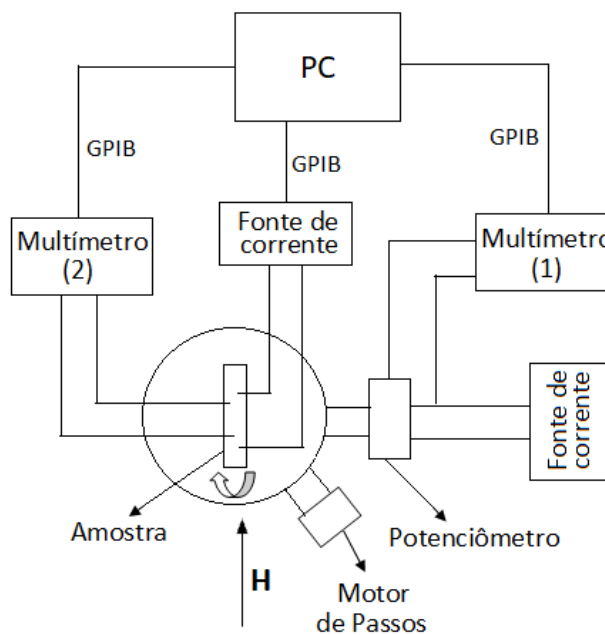 PC
GPIB
GPIB
GPIB
Multímetro
(2)
Fonte de
corrente
Multímetro
(1)
Fonte de
corrente
Amostra
H
Potenciômetro
Motor
de Passos